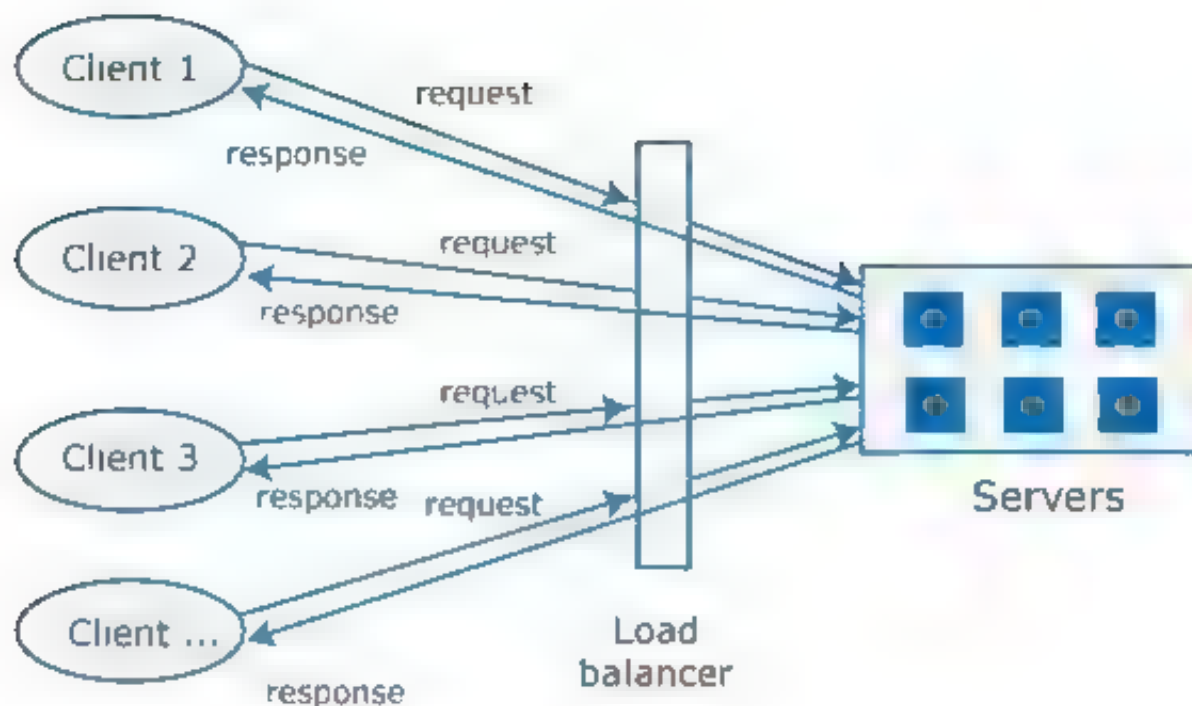 Client 1
request
response
Client 2
request
response
Client 3
request
response
request
Client ...
response
Load
balancer
Servers